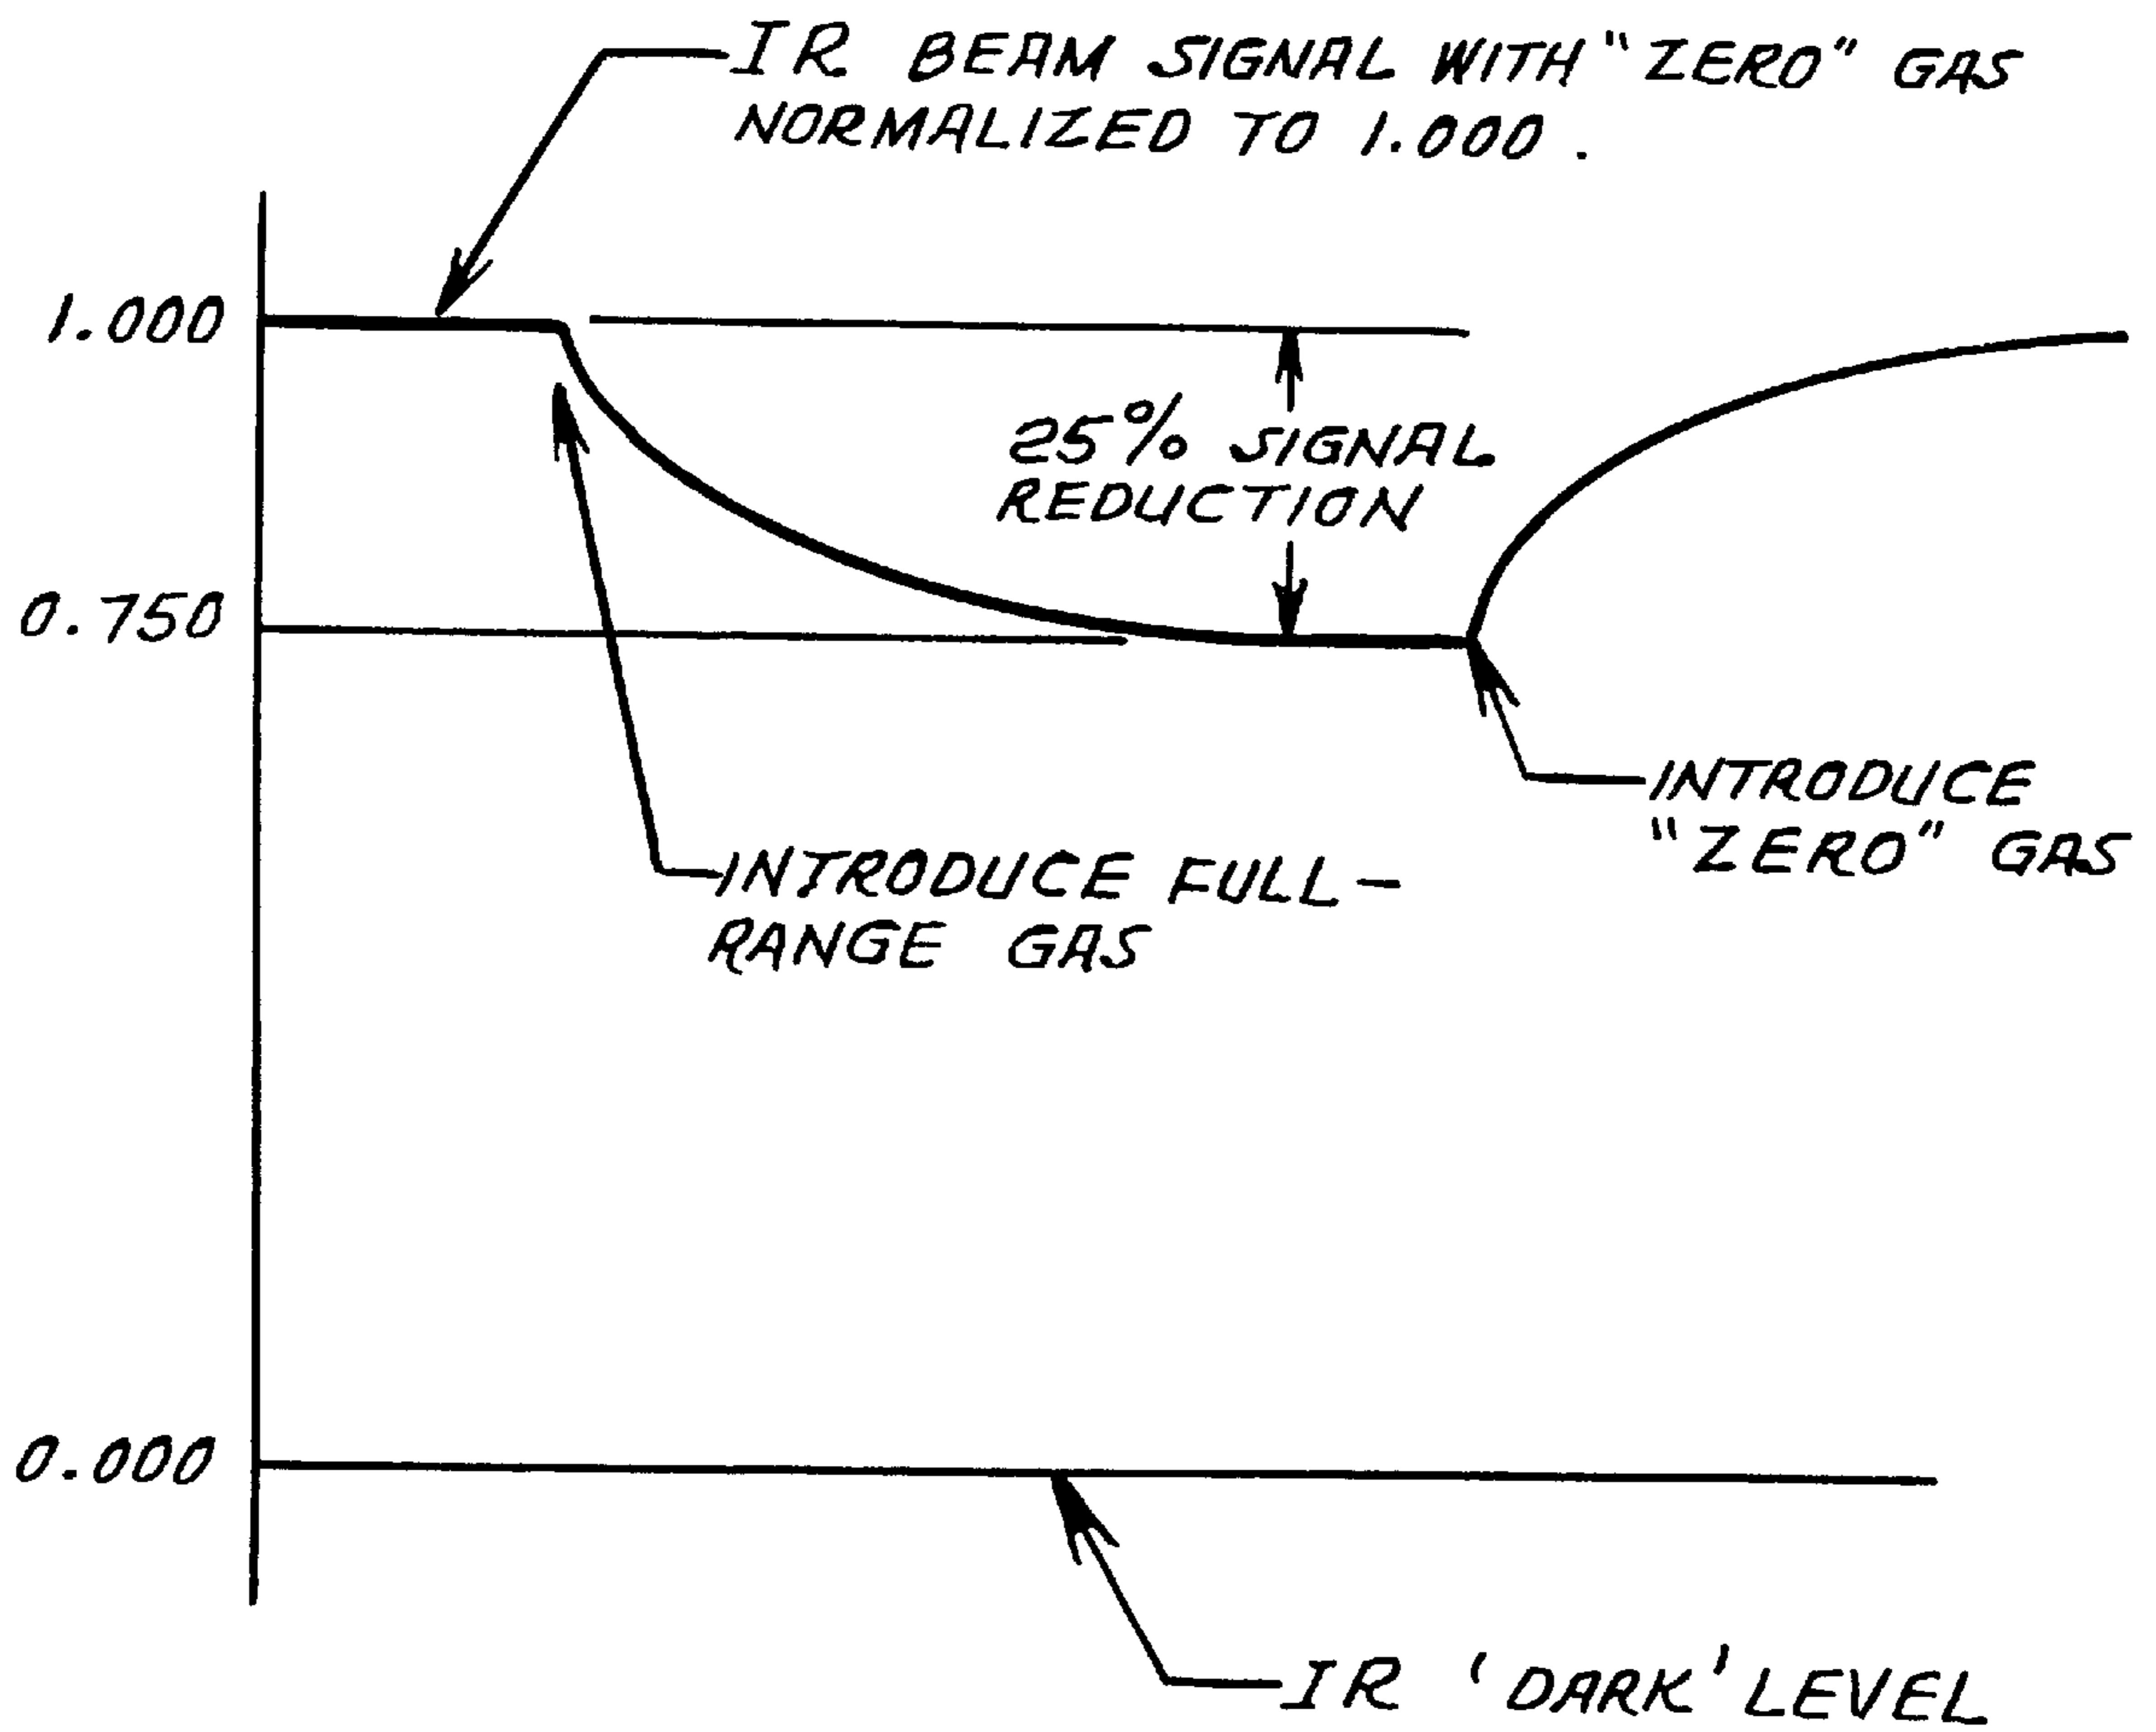 IR BEAM SIGNAL WITH "ZERO" GAS
NORMALIZED TO 1.000.
1.000
25% SIGNAL
REDUCTION
0.750
INTRODUCE
"ZERO" GAS
INTRODUCE FULL-
RANGE GAS
0.000
IR 'DARK' LEVEL